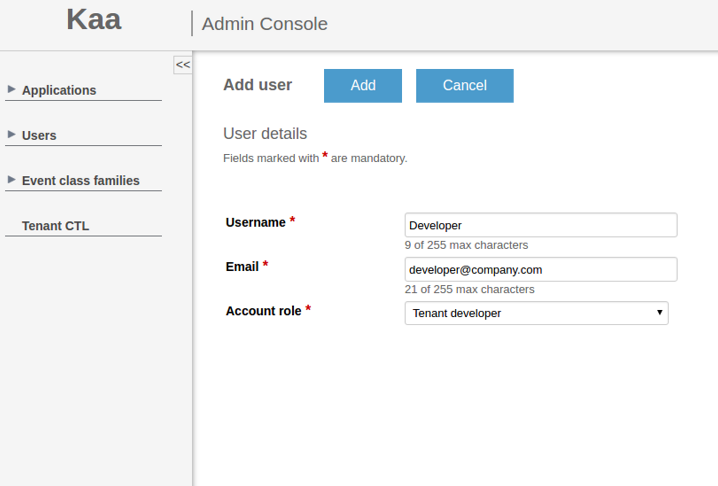 Kaa
Admin Console
<<
Applications
Users
Event class families
Tenant CTL
Add user
Add
Cancel
User details
Fields marked with * are mandatory.
Username *
Developer
9 of 255 max characters
Email *
developer@company.com
21 of 255 max characters
Account role *
Tenant developer